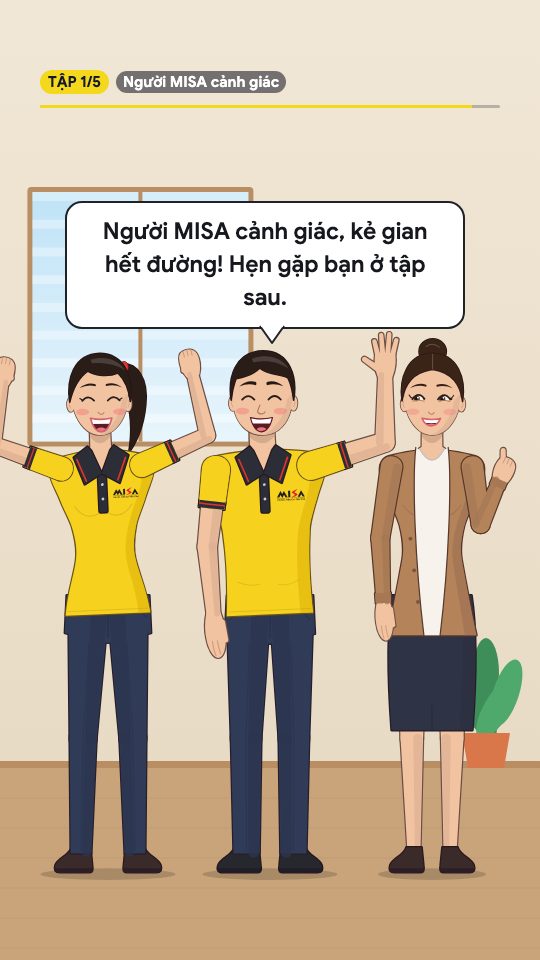 TẬP 1/5
Người MISA cảnh giác
Người MISA cảnh giác, kẻ gian
hết đường! Hẹn gặp bạn ở tập
sau.
MISA
MISA